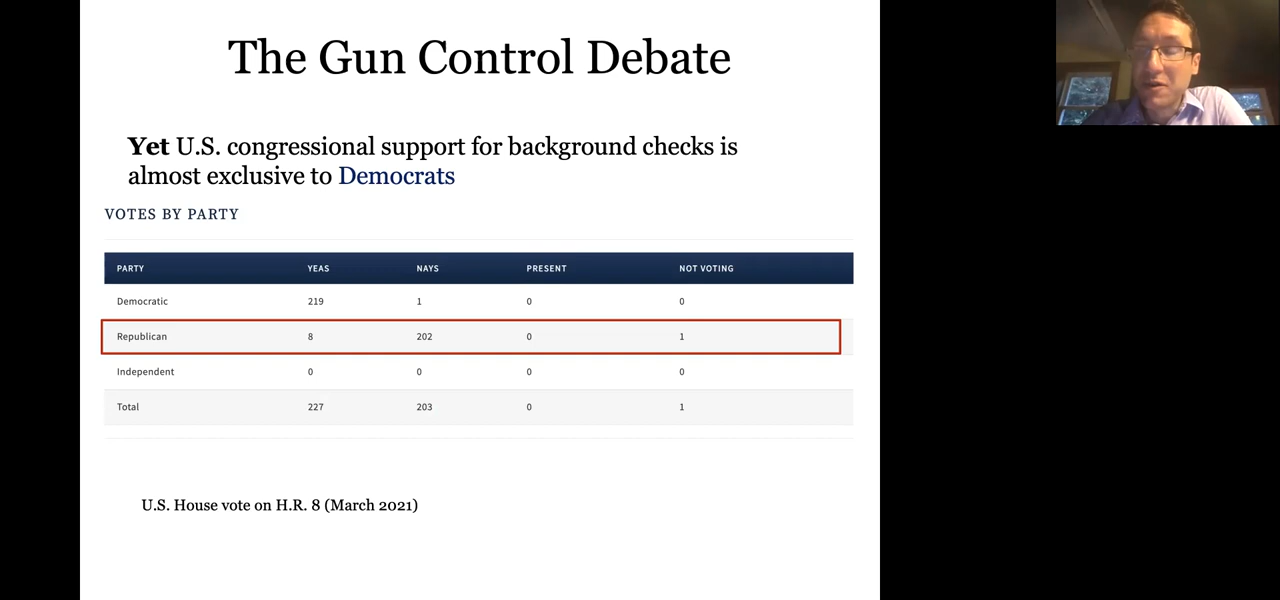 The Gun Control Debate
Yet U.S. congressional support for background checks is
almost exclusive to Democrats
VOTES BY PARTY
PARTY YEAS NAYS PRESENT NOT VOTING
Democratic 219 1 0 0
Republican 8 202 0 1
Independent 0 0 0 0
Total 227 203 0 1
U.S. House vote on H.R. 8 (March 2021)